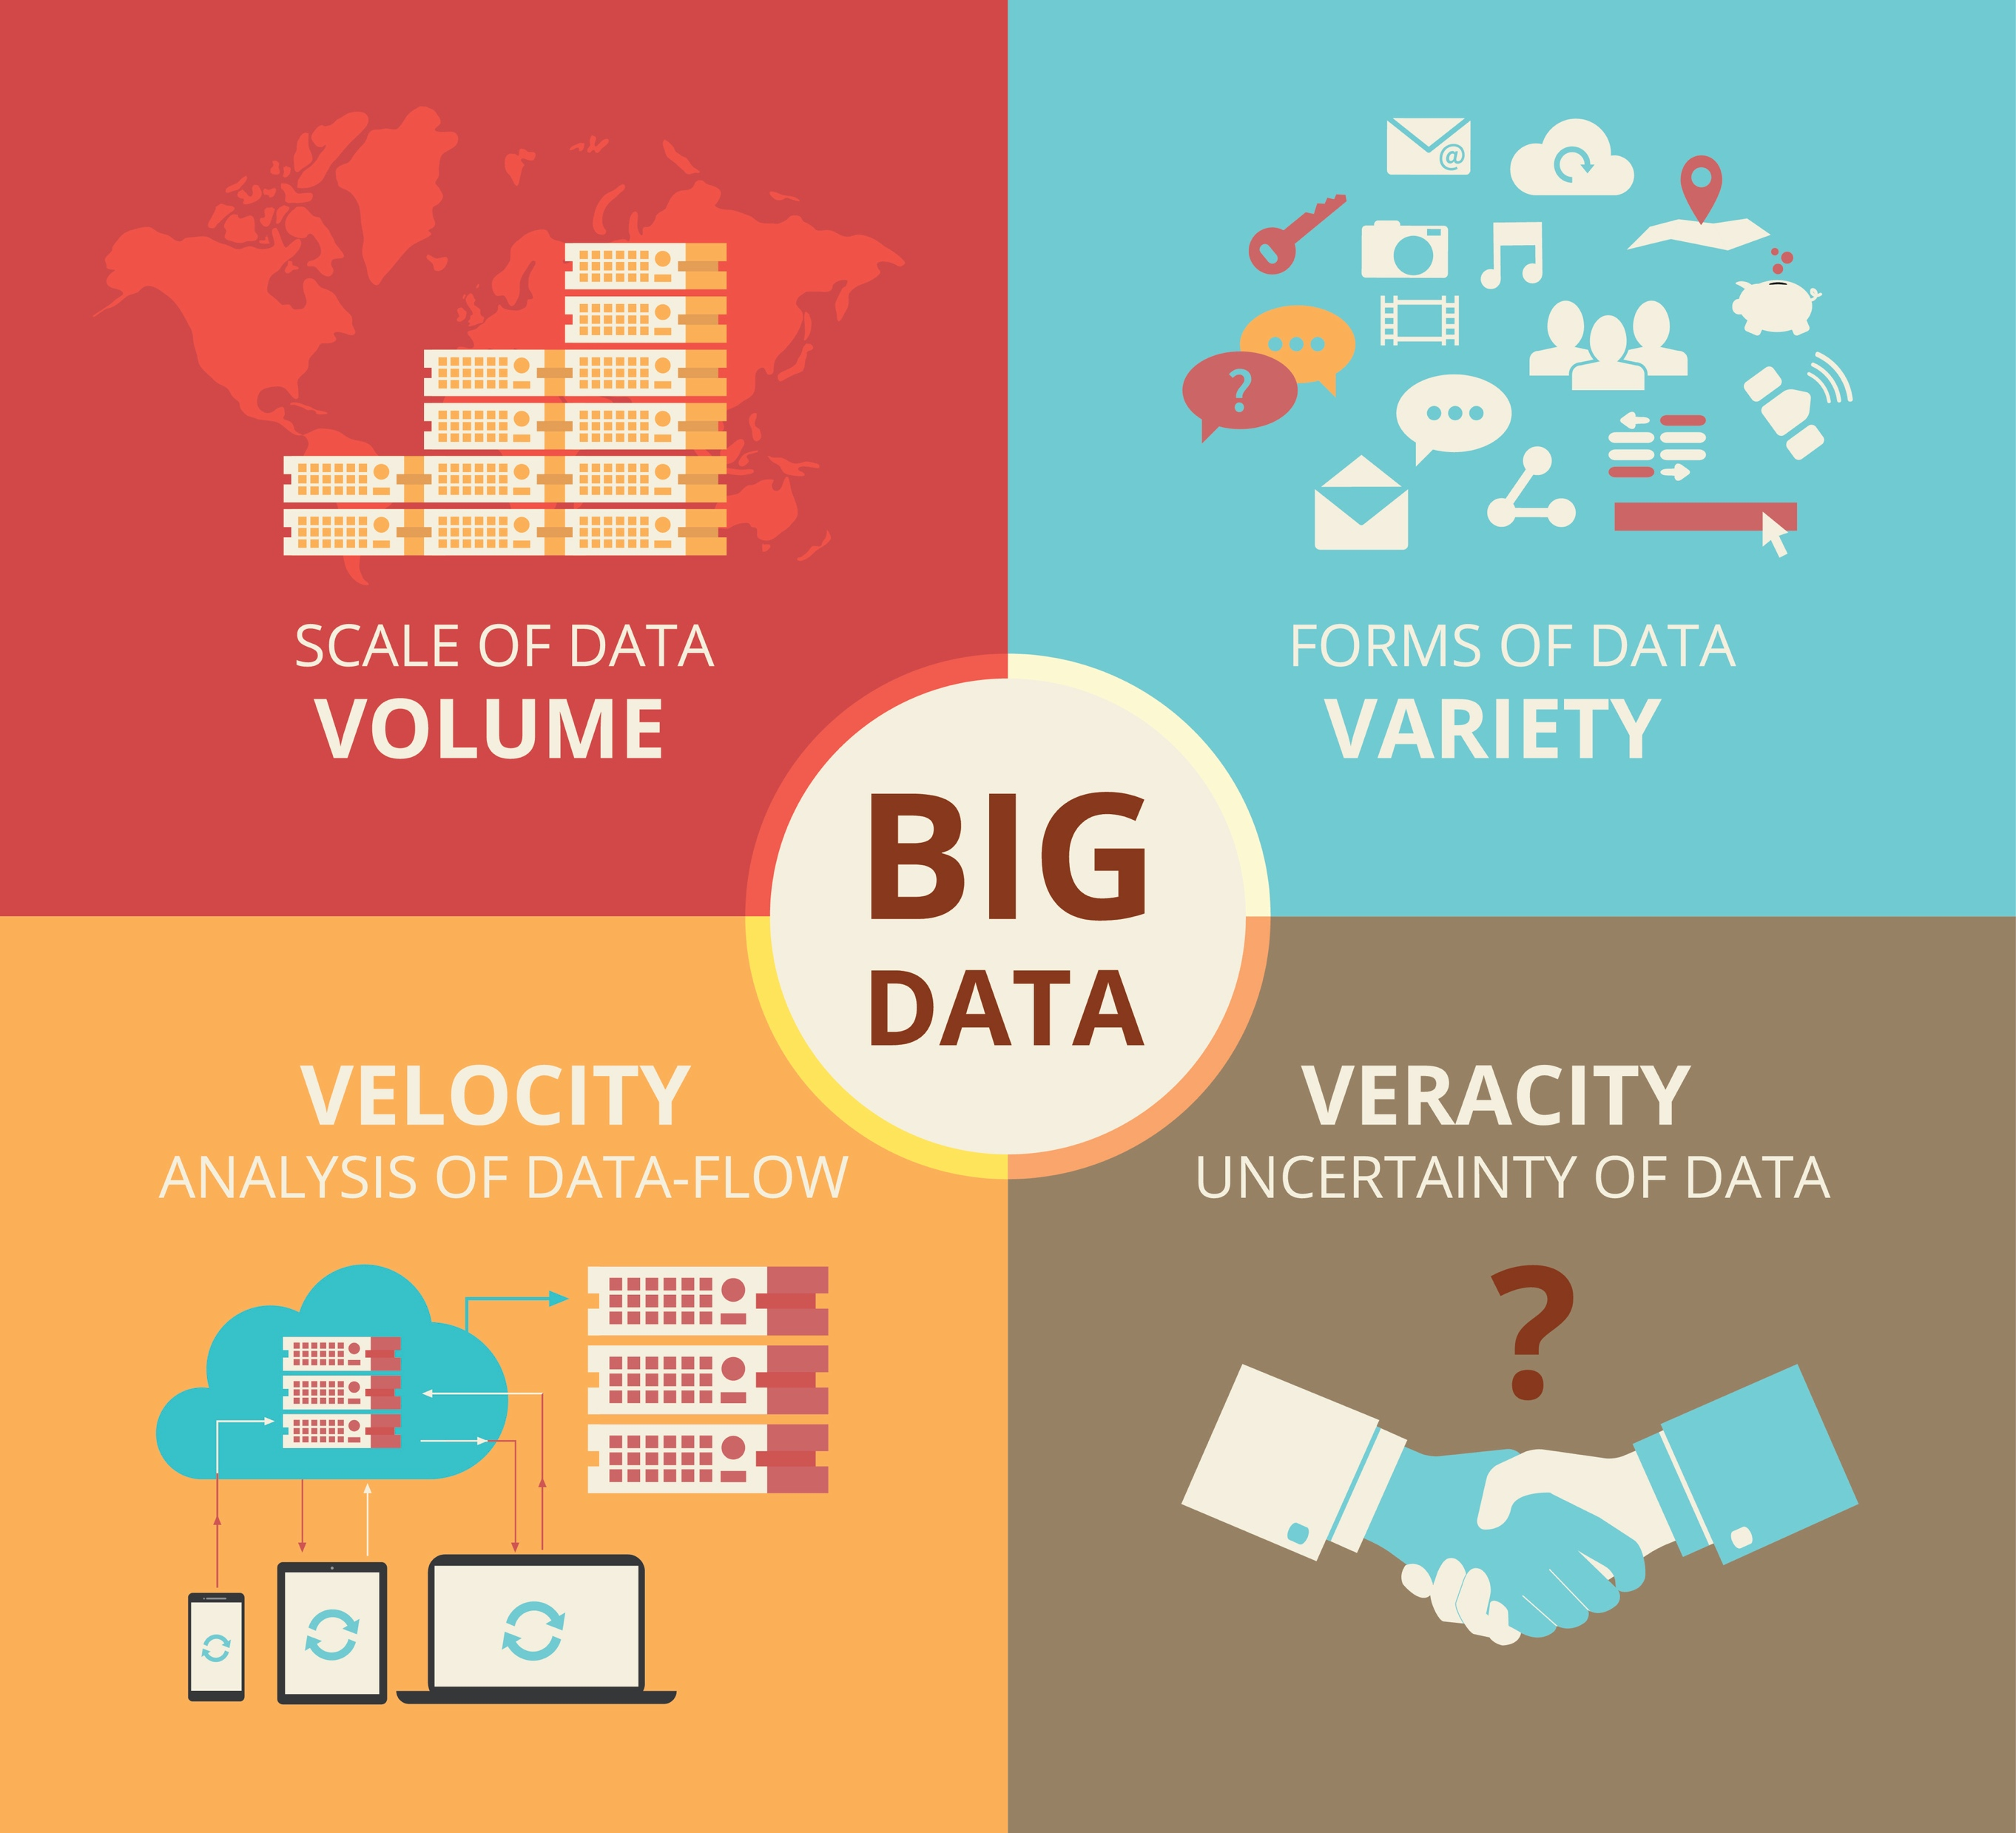 SCALE OF DATA
VOLUME
FORMS OF DATA
VARIETY
BIG
DATA
VELOCITY
ANALYSIS OF DATA-FLOW
VERACITY
UNCERTAINTY OF DATA
@
?
?